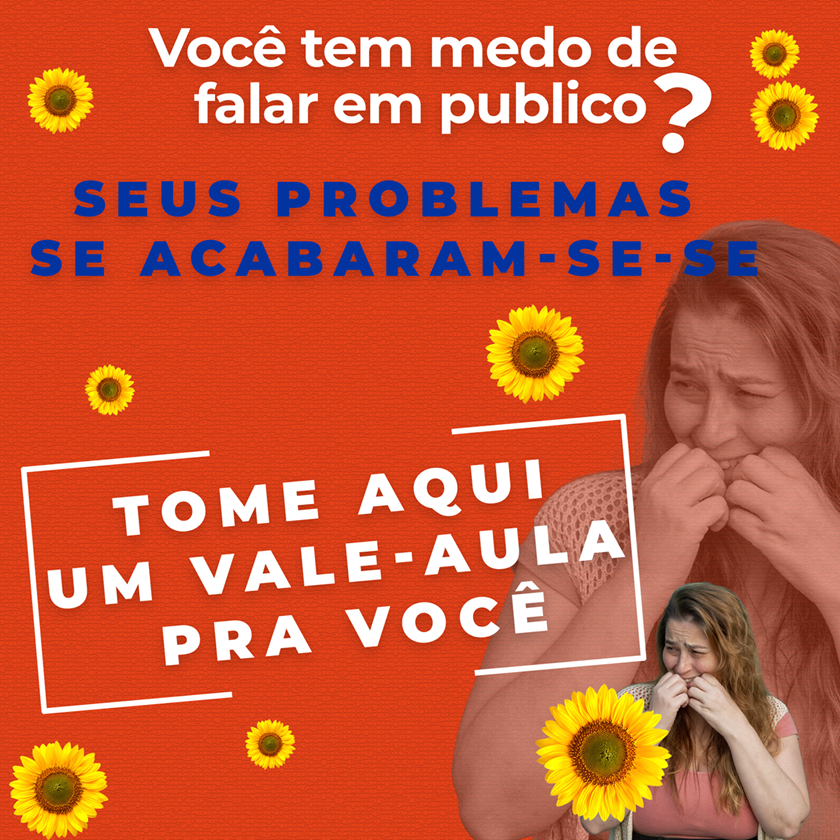 Você tem medo de
falar em publico?
SEUS PROBLEMAS
SE ACABARAM-SE-SE
TOME AQUI
UM VALE-AULA
PRA VOCÊ